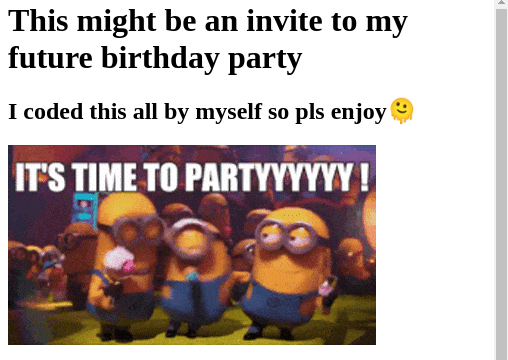 This might be an invite to my
future birthday party
I coded this all by myself so pls enjoy🫠
IT'S TIME TO PARTYYYYYY !